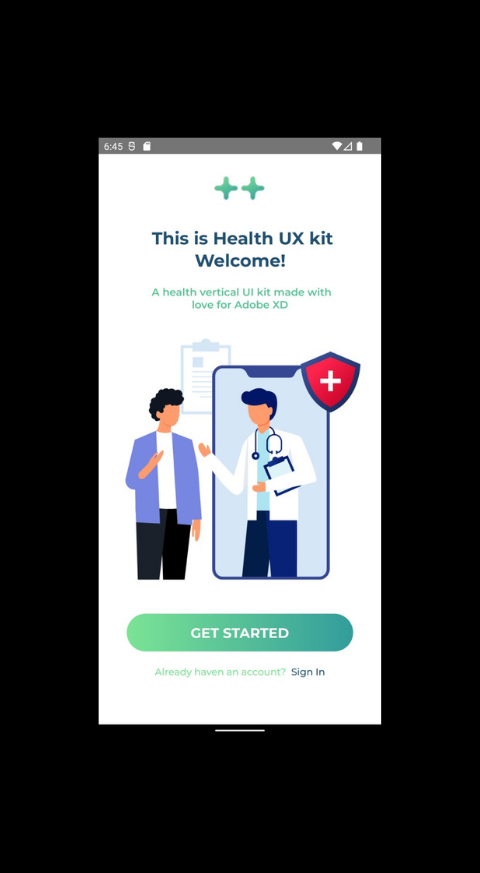 6:45
This is Health UX kit
Welcome!
A health vertical UI kit made with
love for Adobe XD
GET STARTED
Already haven an account? Sign In